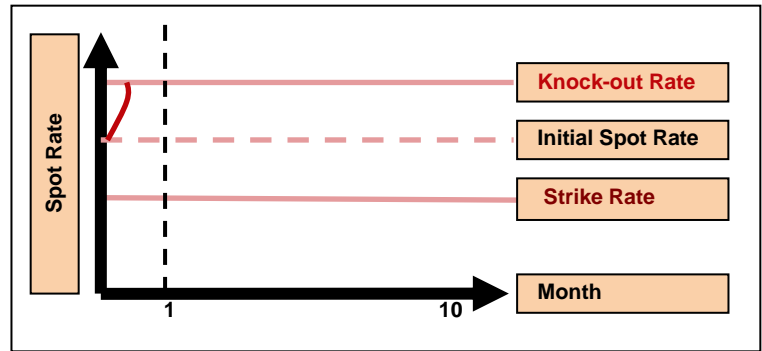 Spot Rate
Knock-out Rate
Initial Spot Rate
Strike Rate
Month
1
10